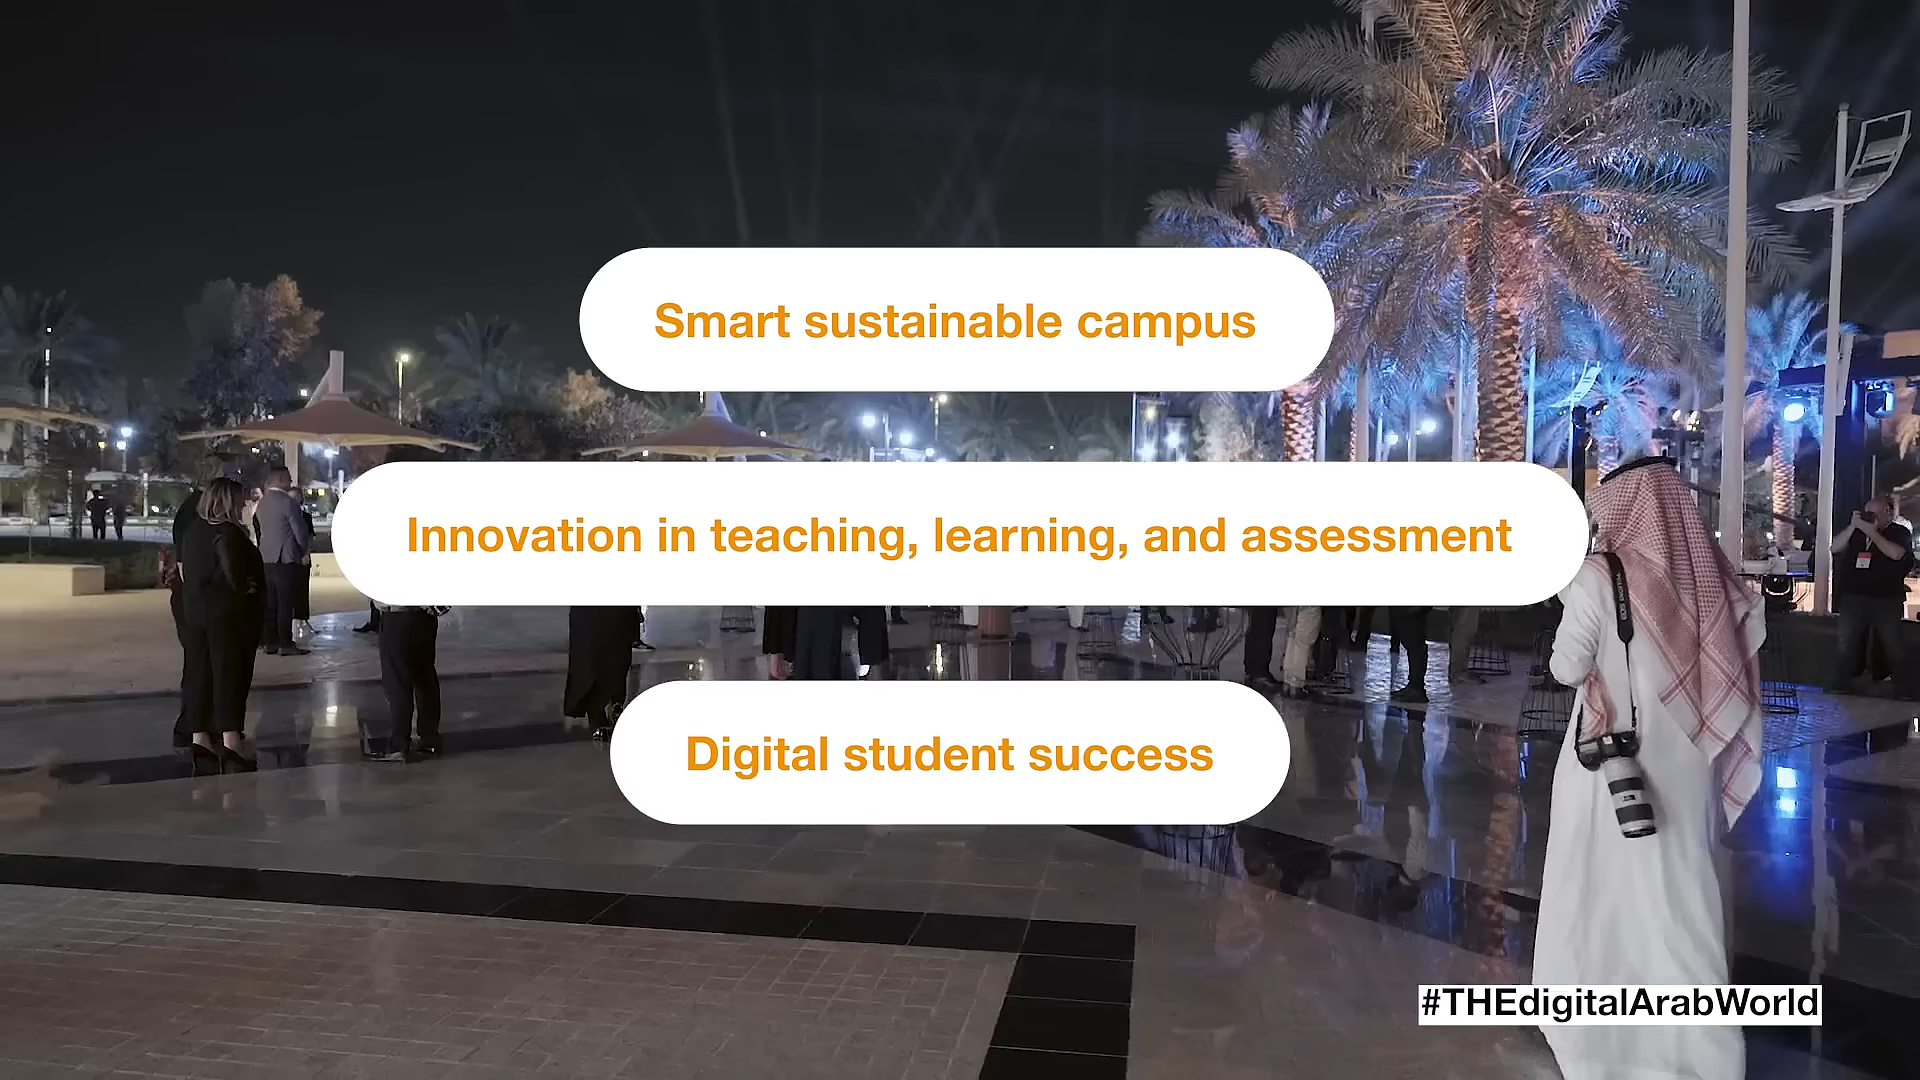 Smart sustainable campus
Innovation in teaching, learning, and assessment
Digital student success
#THEdigitalArabWorld